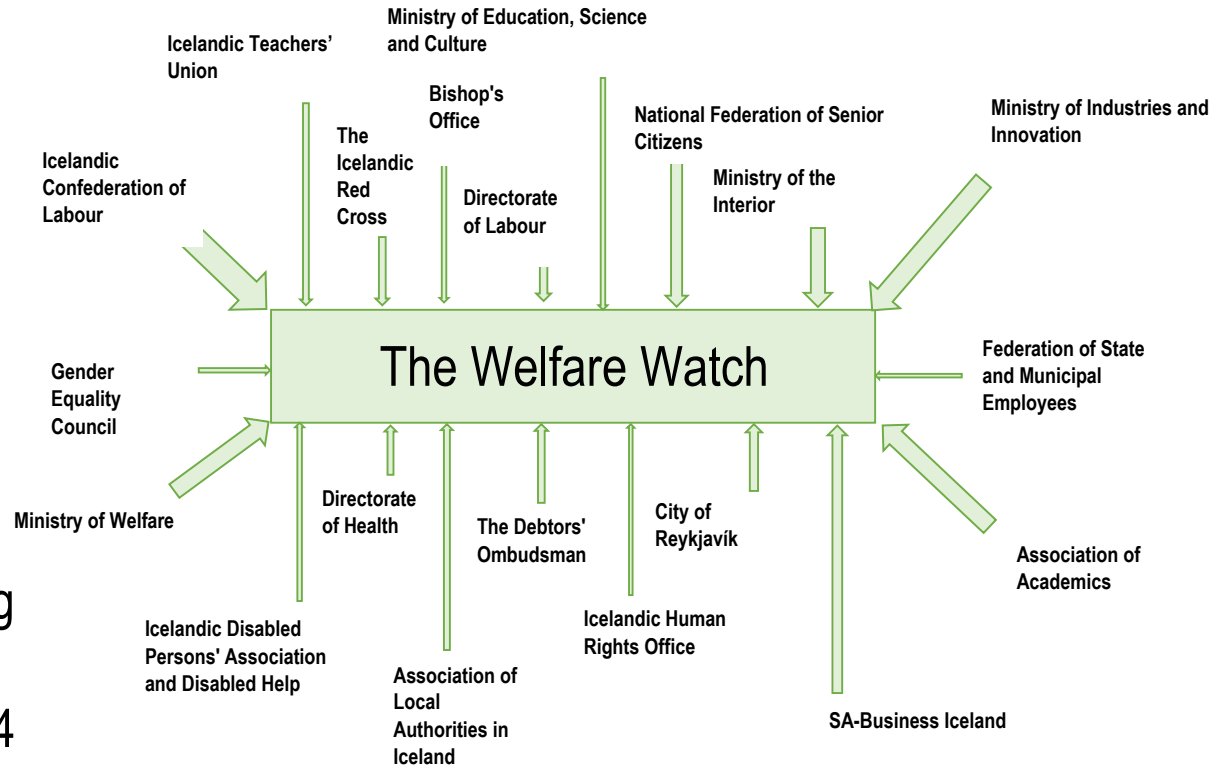 Ministry of Education, Science
and Culture
Icelandic Teachers'
Union
Bishop's
Office
National Federation of Senior
Citizens
Ministry of Industries and
Innovation
The
Icelandic
Red
Cross
Icelandic
Confederation of
Labour
Directorate
of Labour
Ministry of the
Interior
The Welfare Watch
Gender
Equality
Council
Federation of State
and Municipal
Employees
Ministry of Welfare
Directorate
of Health
The Debtors'
Ombudsman
City of
Reykjavík
Association of
Academics
g
Icelandic Disabled
Persons' Association
and Disabled Help
Icelandic Human
Rights Office
Association of
Local
Authorities in
Iceland
4
SA-Business Iceland